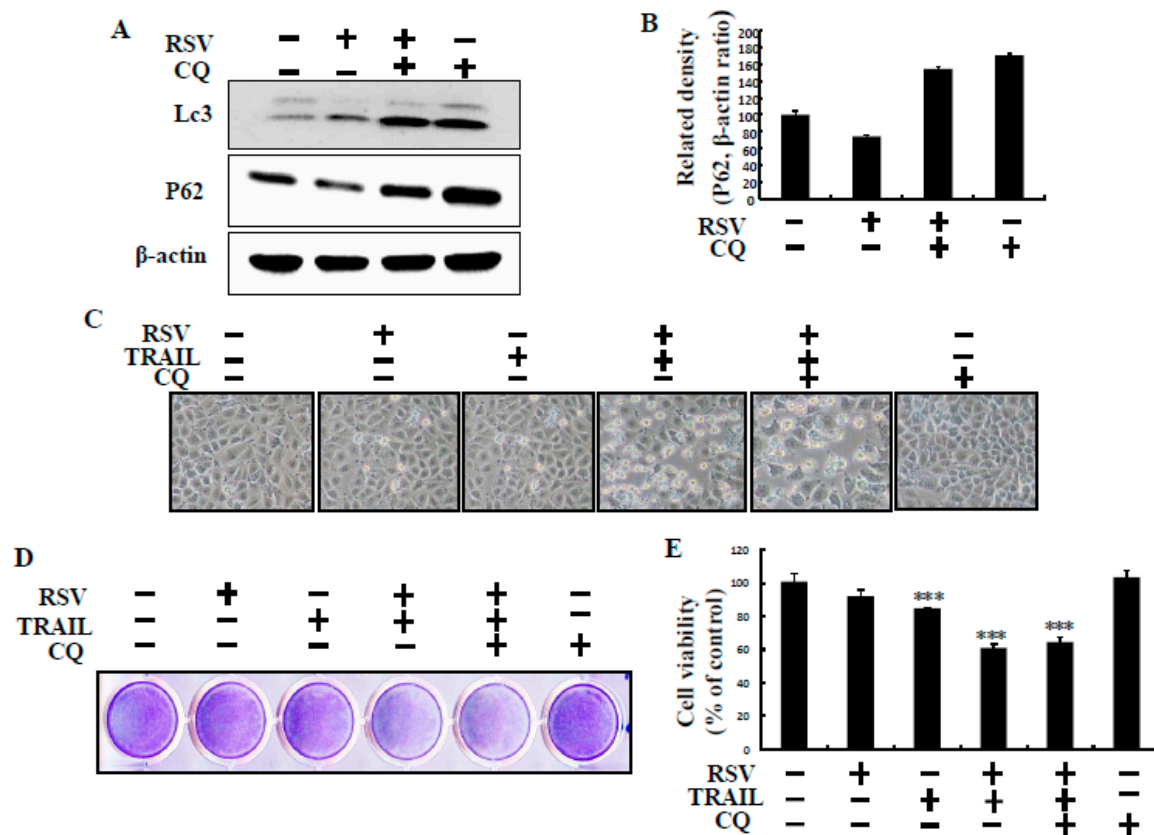 A
RSV − + + −
CQ − − + +
Lc3
P62
β-actin
B
Related density
(P62, β-actin ratio)
200
180
160
140
120
100
80
60
40
20
0
RSV − + + −
CQ − − + +
C
RSV − + − + + −
TRAIL − − + + + −
CQ − − − − + +
D
RSV − + − + + −
TRAIL − − + + + −
CQ − − − − + +
E
Cell viability
(% of control)
120
100
80
60
40
20
0
***
***
***
RSV − + − + + −
TRAIL − − + + + −
CQ − − − − + +